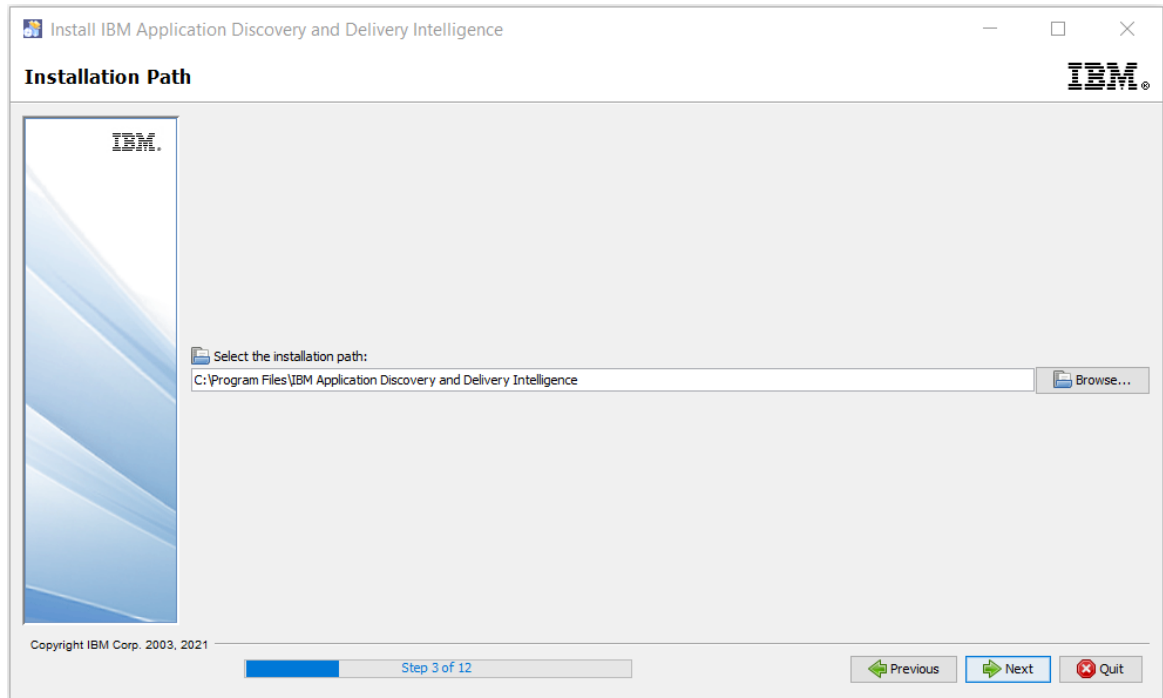 Install IBM Application Discovery and Delivery Intelligence
Installation Path
IBM®
IBM.
Select the installation path:
C:\Program Files\IBM Application Discovery and Delivery Intelligence
Browse...
Copyright IBM Corp. 2003, 2021
Step 3 of 12
Previous
Next
Quit